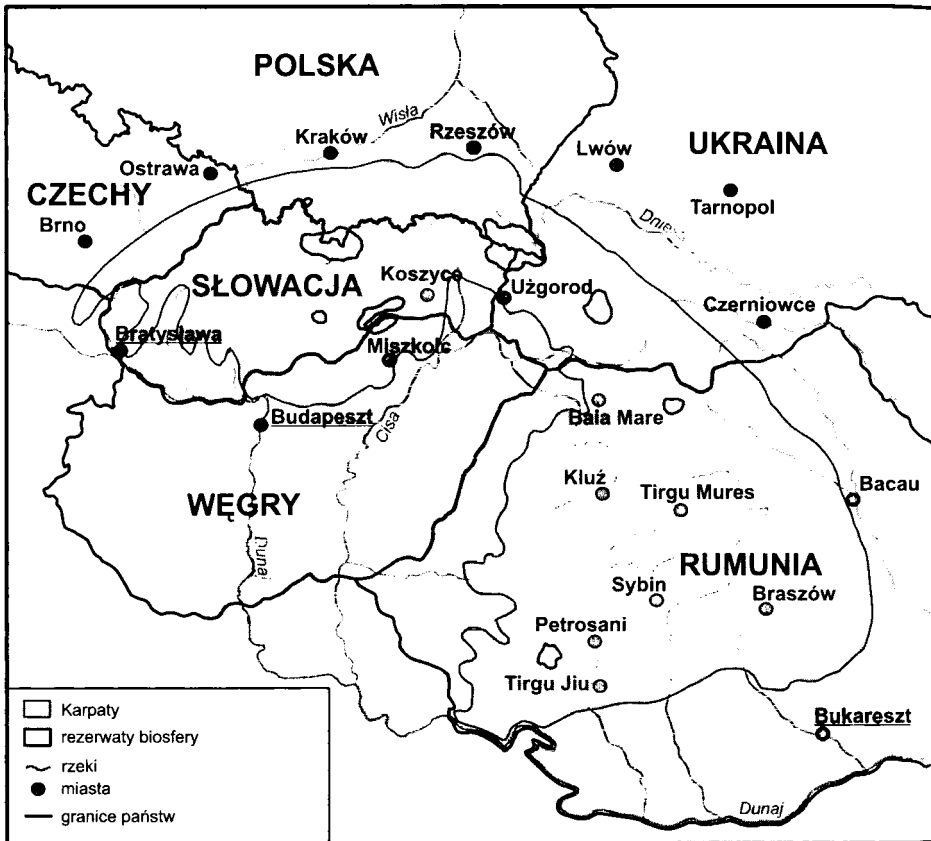 POLSKA
Wisła
Kraków
Rzeszów
Lwów
UKRAINA
Ostrawa
CZECHY
Tarnopol
Brno
SŁOWACJA
Koszyce
Użgorod
Czerniowce
Bratysława
Miszkolc
Budapeszt
Cisa
Baia Mare
Kluż
Tirgu Mures
Bacau
WĘGRY
Dunaj
RUMUNIA
Sybin
Braszów
Petrosani
Tirgu Jiu
Bukareszt
Dunaj
Karpaty
rezerwaty biosfery
rzeki
miasta
granice państw